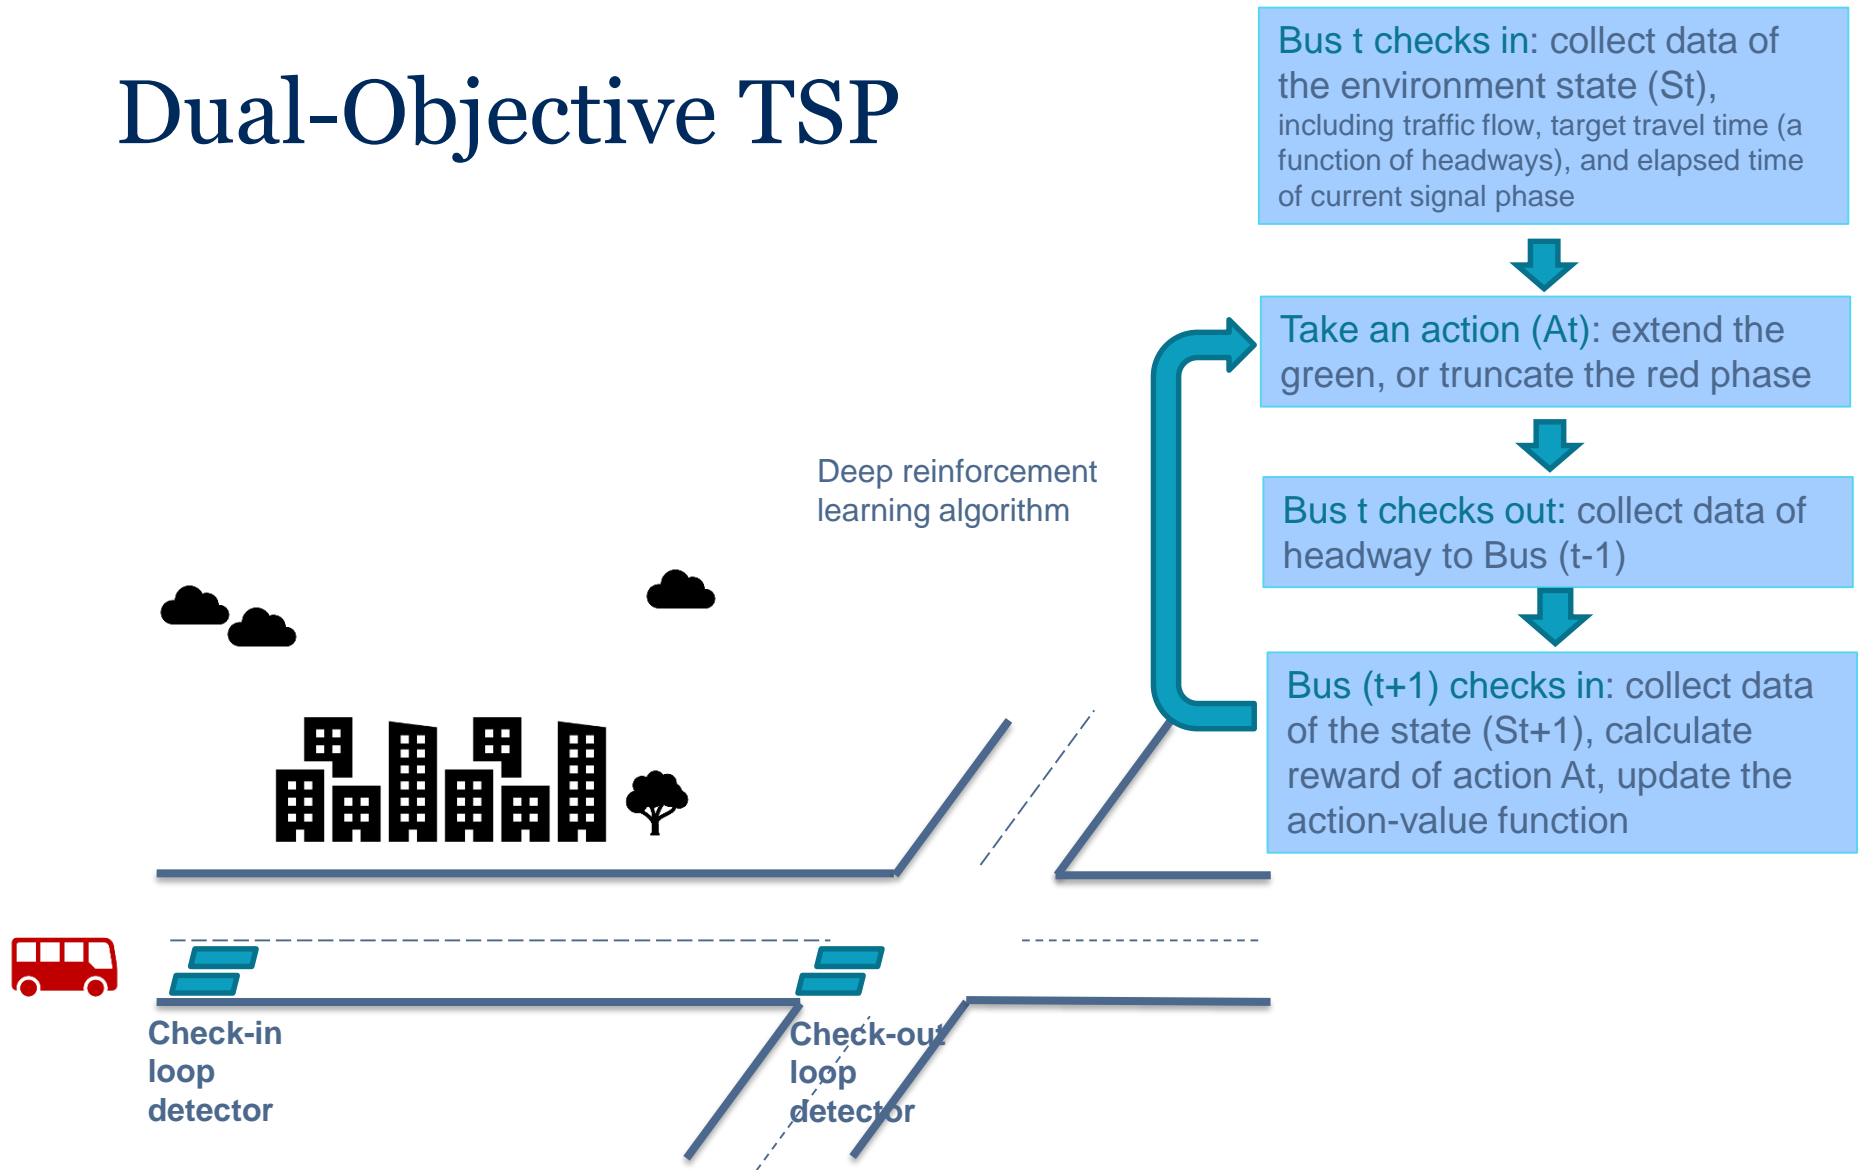 Dual-Objective TSP
Bus t checks in: collect data of
the environment state (St),
including traffic flow, target travel time (a
function of headways), and elapsed time
of current signal phase
Take an action (At): extend the
green, or truncate the red phase
Deep reinforcement
learning algorithm
Bus t checks out: collect data of
headway to Bus (t-1)
Bus (t+1) checks in: collect data
of the state (St+1), calculate
reward of action At, update the
action-value function
Check-in
loop
detector
Check-out
loop
detector